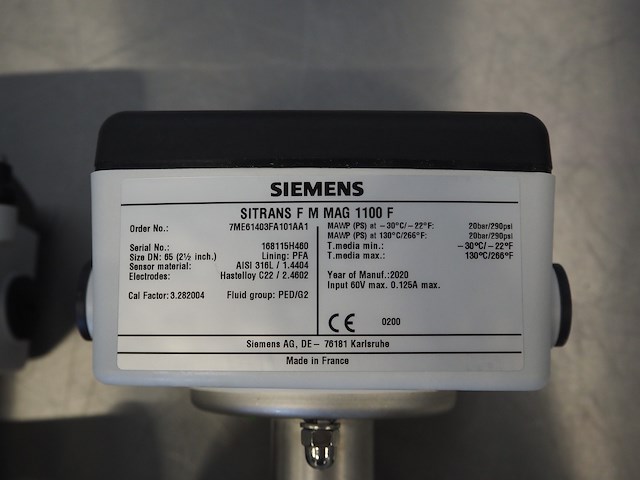 SIEMENS
SITRANS F M MAG 1100 F
Order No.: 7ME61403FA101AA1
Serial No.: 168115H460
Size DN: 65 (2½ inch.) Lining: PFA
Sensor material: AISI 316L / 1.4404
Electrodes: Hastelloy C22 / 2.4602
Cal Factor: 3.282004 Fluid group: PED/G2
MAWP (PS) at -30°C/-22°F: 20bar/290psi
MAWP (PS) at 130°C/266°F: 20bar/290psi
T.media min.: -30°C/-22°F
T.media max.: 130°C/266°F
Year of Manuf.:2020
Input 60V max. 0.125A max.
CE 0200
Siemens AG, DE- 76181 Karlsruhe
Made in France